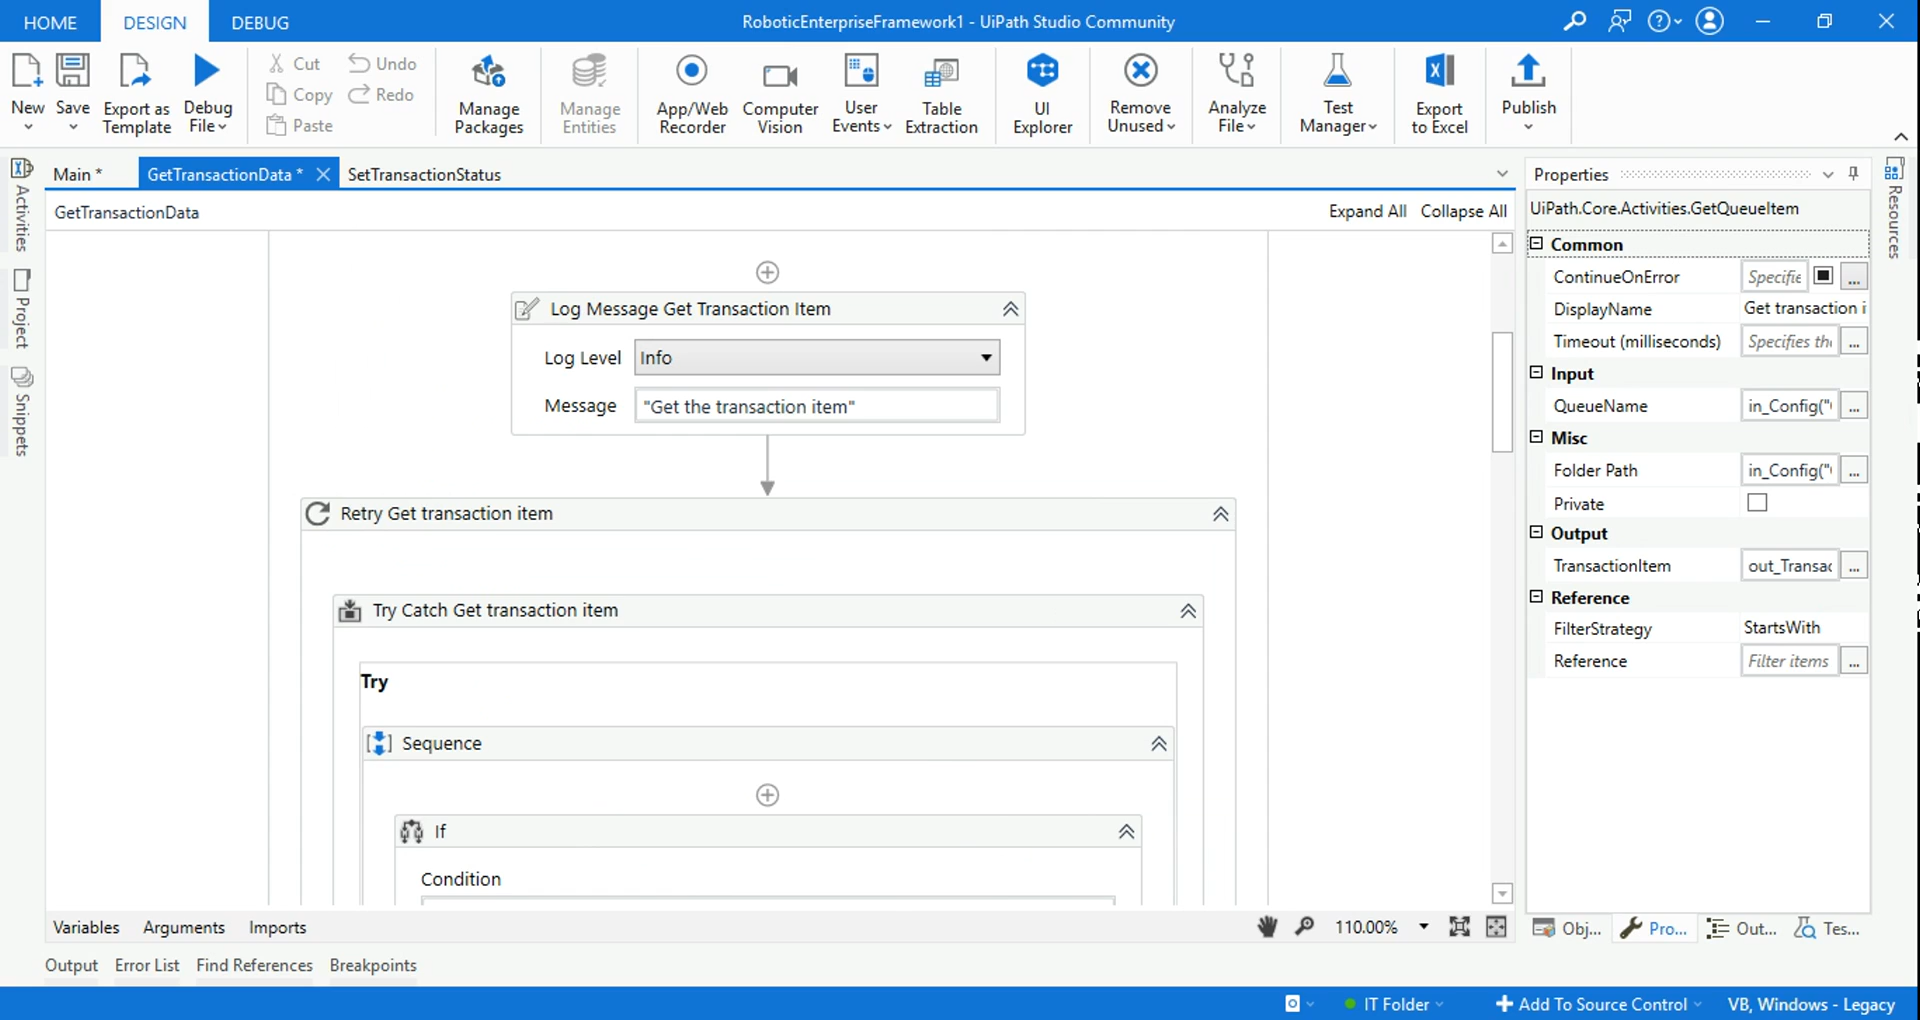 HOME DESIGN DEBUG RoboticEnterpriseFramework1 - UiPath Studio Community
New Save Export as Template Debug File Cut Copy Paste Undo Redo Manage Packages Manage Entities App/Web Recorder Computer Vision User Events Table Extraction UI Explorer Remove Unused Analyze File Test Manager Export to Excel Publish
Activities
Project
Snippets
Main * GetTransactionData * SetTransactionStatus
GetTransactionData Expand All Collapse All
Log Message Get Transaction Item
Log Level Info
Message "Get the transaction item"
Retry Get transaction item
Try Catch Get transaction item
Try
Sequence
If
Condition
Properties
UiPath.Core.Activities.GetQueueItem
Common
ContinueOnError Specifie ...
DisplayName Get transaction i
Timeout (milliseconds) Specifies the ...
Input
QueueName in_Config(" ...
Misc
Folder Path in_Config(" ...
Private
Output
TransactionItem out_Transac ...
Reference
FilterStrategy StartsWith
Reference Filter items ...
Resources
Variables Arguments Imports 110.00% Obj... Pro... Out... Tes...
Output Error List Find References Breakpoints
IT Folder Add To Source Control VB, Windows - Legacy